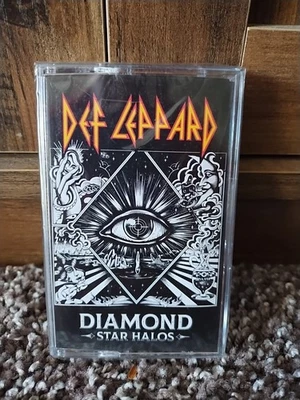 DEF LEPPARD
DIAMOND
STAR HALOS